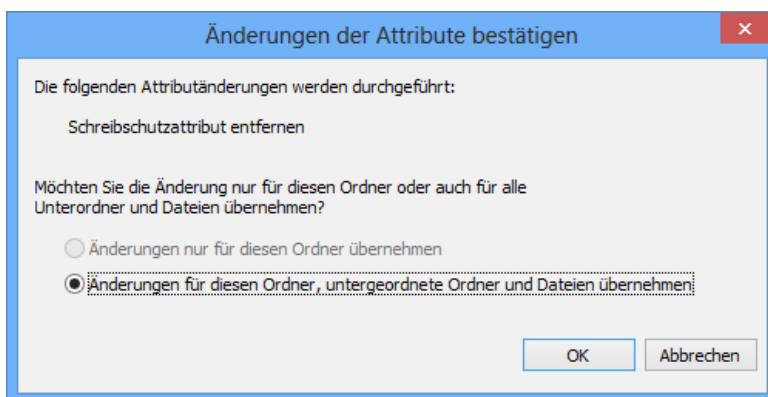 Änderungen der Attribute bestätigen
Die folgenden Attributänderungen werden durchgeführt:
Schreibschutzattribut entfernen
Möchten Sie die Änderung nur für diesen Ordner oder auch für alle
Unterordner und Dateien übernehmen?
Änderungen nur für diesen Ordner übernehmen
Änderungen für diesen Ordner, untergeordnete Ordner und Dateien übernehmen
OK Abbrechen